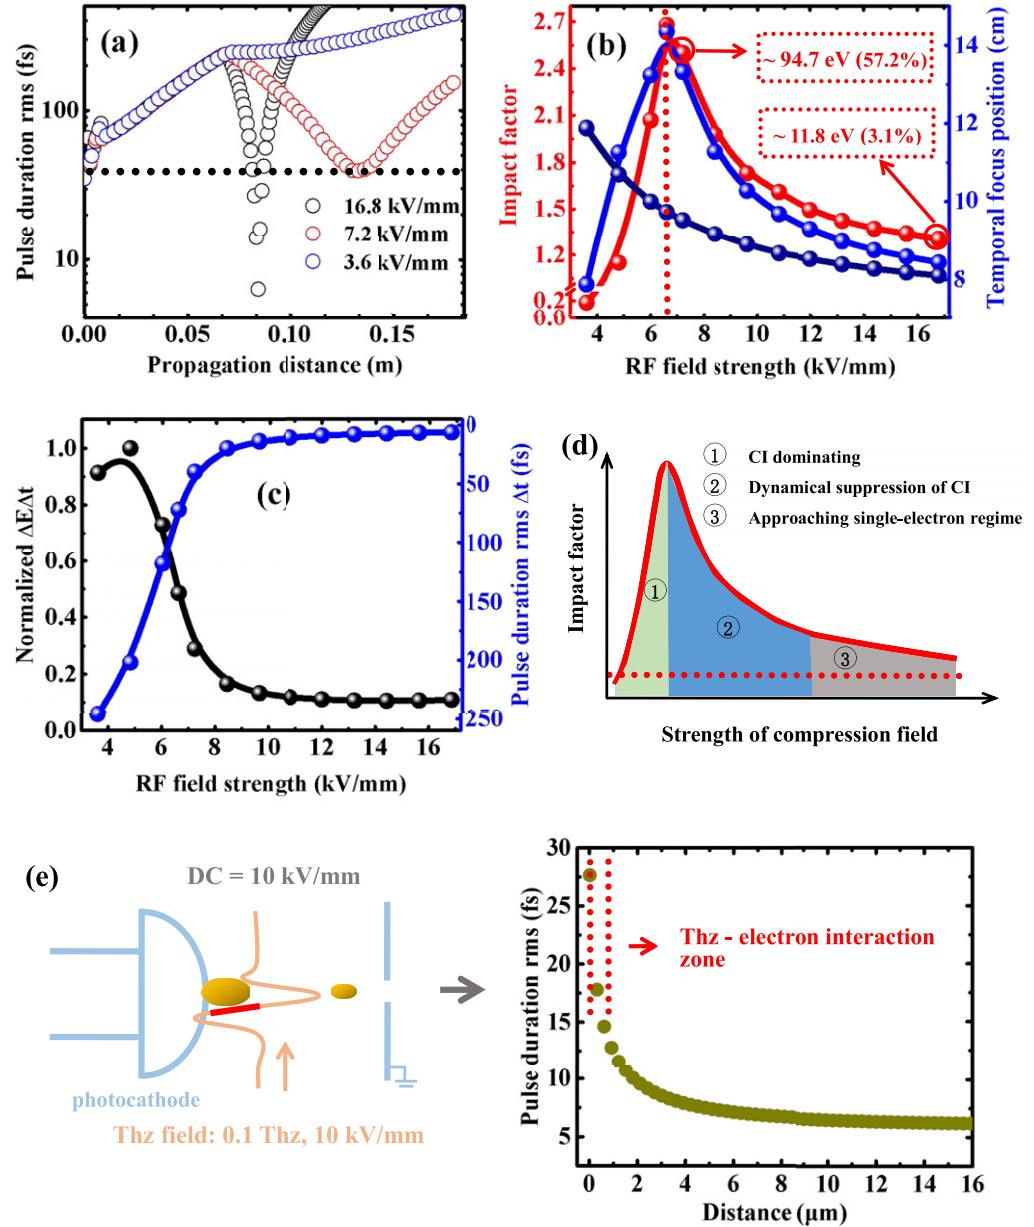 (a)
Pulse duration rms (fs)
100
10
16.8 kV/mm
7.2 kV/mm
3.6 kV/mm
0.00 0.05 0.10 0.15
Propagation distance (m)
(b)
Impact factor
2.7
2.4
2.1
1.8
1.5
1.2
0.2
0.0
~ 94.7 eV (57.2%)
~ 11.8 eV (3.1%)
14
12
10
8
Temporal focus position (cm)
4 6 8 10 12 14 16
RF field strength (kV/mm)
(c)
Normalized ΔEΔt
1.0
0.8
0.6
0.4
0.2
0.0
0
50
100
150
200
250
Pulse duration rms Δt (fs)
4 6 8 10 12 14 16
RF field strength (kV/mm)
(d)
① CI dominating
② Dynamical suppression of CI
③ Approaching single-electron regime
Impact factor
①
②
③
Strength of compression field
(e)
DC = 10 kV/mm
photocathode
Thz field: 0.1 Thz, 10 kV/mm
Pulse duration rms (fs)
30
25
20
15
10
5
Thz - electron interaction
zone
0 2 4 6 8 10 12 14 16
Distance (μm)